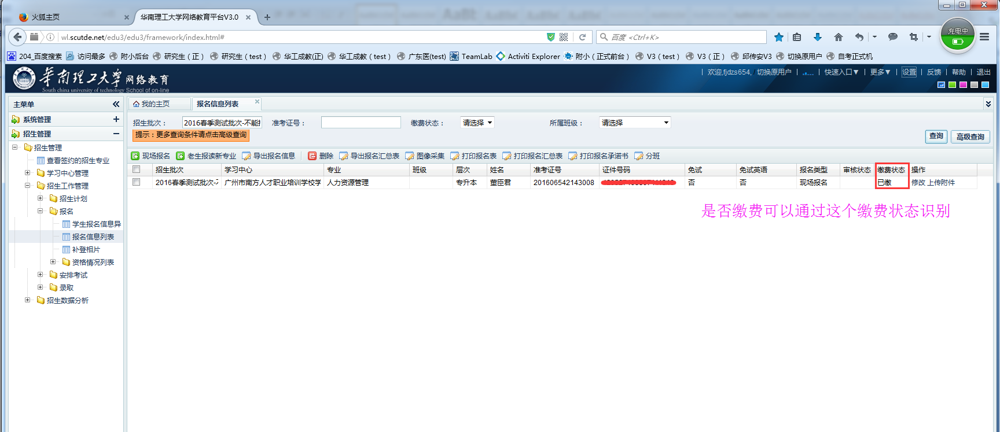 火狐主页
华南理工大学网络教育平台V3.0
充电中
wl.scutde.net/edu3/edu3/framework/index.html#
百度 <Ctrl+K>
204_百度搜索 访问最多 附小后台 研究生（正） 研究生（test） 华工成教(正) 华工成教（test） 广东医(test) TeamLab Activiti Explorer 附小（正式前台） V3（test） V3（正） 邱传安V3 切换原用户 自考正式机
华南理工大学 网络教育
South china university of technology School of on-line
欢迎,fjdzs654, / 切换原用户 | | 快速入口▼ | 更多▼ | 设置 | 反馈 | 帮助 | 退出
主菜单
我的主页 报名信息列表
系统管理
招生管理
招生管理
查看签约的招生专业
学习中心管理
招生工作管理
招生计划
报名
学生报名信息异
报名信息列表
补登相片
资格情况列表
安排考试
录取
招生数据分析
招生批次： 2016春季测试批次-不能 准考证号： 缴费状态： 请选择 所属班级： 请选择
提示：更多查询条件请点击高级查询
查询 高级查询
现场报名 老生报读新专业 导出报名信息 删除 导出报名汇总表 图像采集 打印报名表 打印报名汇总表 打印报名承诺书 分班
招生批次 学习中心 专业 班级 层次 姓名 准考证号 证件号码 免试 免试英语 报名类型 审核状态 缴费状态 操作
2016春季测试批次- 广州市南方人才职业培训学校学 人力资源管理 专升本 董臣君 201606542143008 否 否 现场报名 已缴 修改 上传附件
是否缴费可以通过这个缴费状态识别